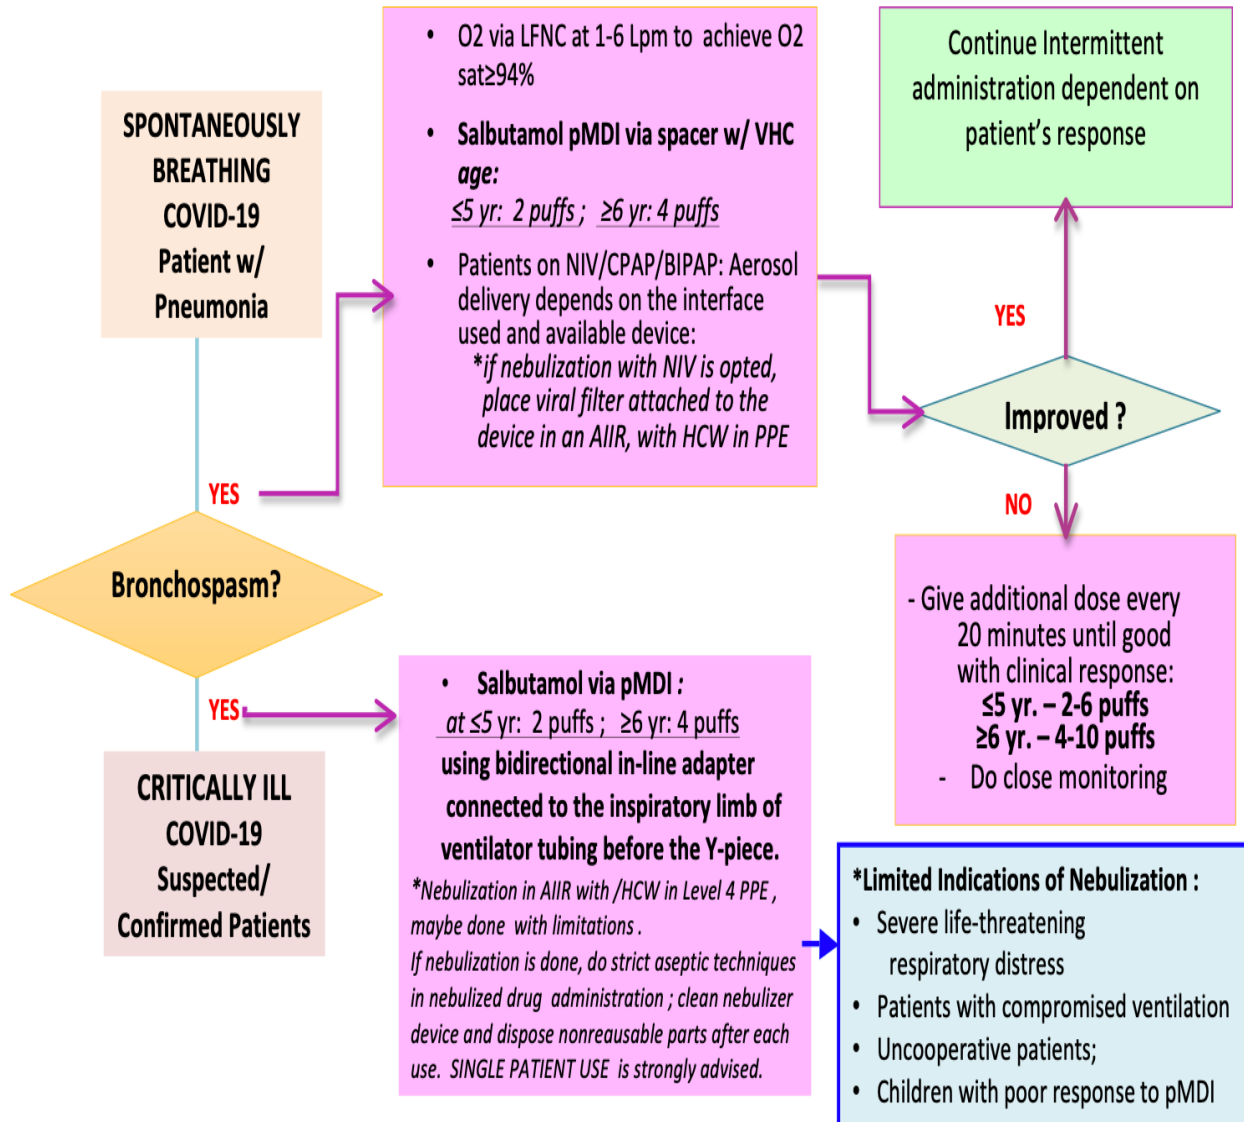 SPONTANEOUSLY
BREATHING
COVID-19
Patient w/
Pneumonia
YES
Bronchospasm?
YES
CRITICALLY ILL
COVID-19
Suspected/
Confirmed Patients
• O2 via LFNC at 1-6 Lpm to achieve O2
sat≥94%
• Salbutamol pMDI via spacer w/ VHC
age:
≤5 yr: 2 puffs ; ≥6 yr: 4 puffs
• Patients on NIV/CPAP/BIPAP: Aerosol
delivery depends on the interface
used and available device:
*if nebulization with NIV is opted,
place viral filter attached to the
device in an AIIR, with HCW in PPE
• Salbutamol via pMDI :
at ≤5 yr: 2 puffs ; ≥6 yr: 4 puffs
using bidirectional in-line adapter
connected to the inspiratory limb of
ventilator tubing before the Y-piece.
*Nebulization in AIIR with /HCW in Level 4 PPE ,
maybe done with limitations .
If nebulization is done, do strict aseptic techniques
in nebulized drug administration ; clean nebulizer
device and dispose nonreausable parts after each
use. SINGLE PATIENT USE is strongly advised.
Continue Intermittent
administration dependent on
patient's response
YES
Improved ?
NO
- Give additional dose every
20 minutes until good
with clinical response:
≤5 yr. – 2-6 puffs
≥6 yr. – 4-10 puffs
- Do close monitoring
*Limited Indications of Nebulization :
• Severe life-threatening
respiratory distress
• Patients with compromised ventilation
• Uncooperative patients;
• Children with poor response to pMDI